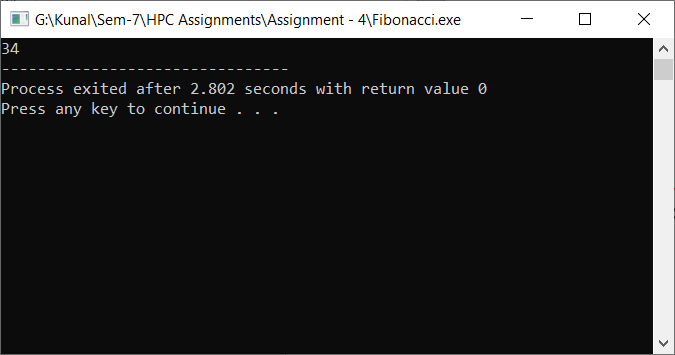 G:\Kunal\Sem-7\HPC Assignments\Assignment - 4\Fibonacci.exe
34
--------------------------------
Process exited after 2.802 seconds with return value 0
Press any key to continue . . .